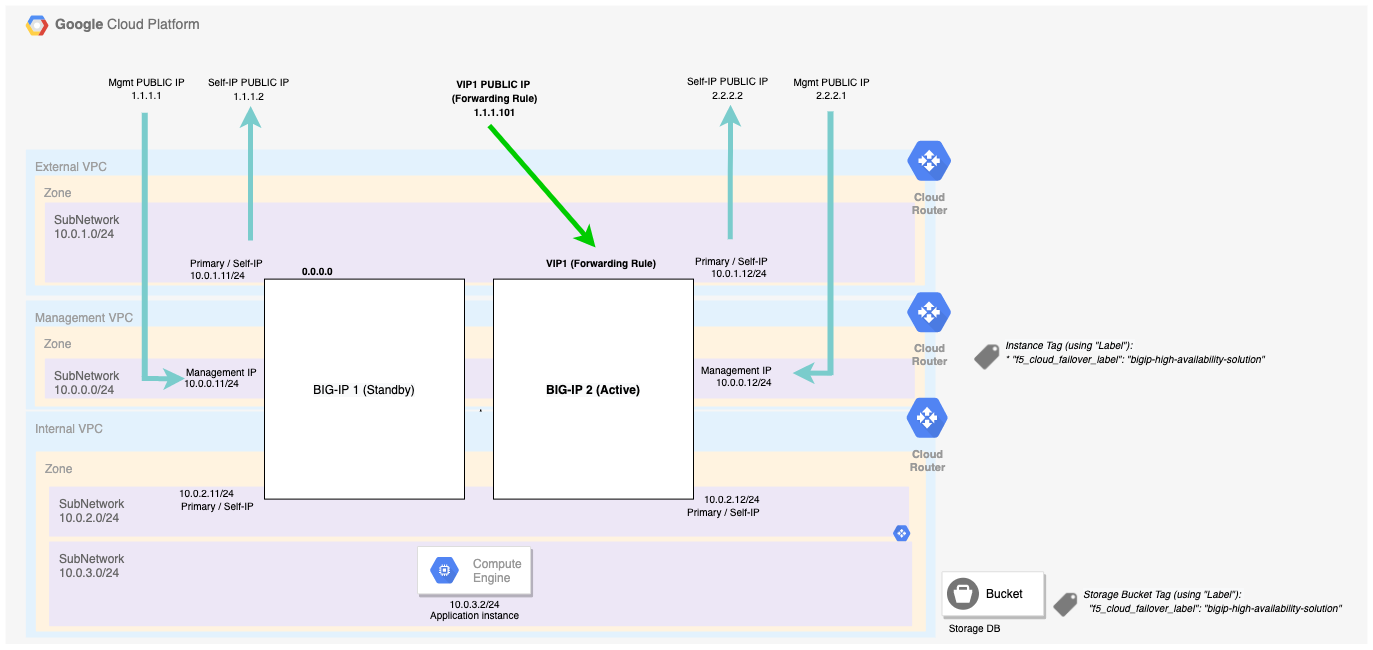 Google Cloud Platform
Mgmt PUBLIC IP
1.1.1.1
Self-IP PUBLIC IP
1.1.1.2
VIP1 PUBLIC IP
(Forwarding Rule)
1.1.1.101
Self-IP PUBLIC IP
2.2.2.2
Mgmt PUBLIC IP
2.2.2.1
External VPC
Zone
SubNetwork
10.0.1.0/24
Cloud
Router
Primary / Self-IP
10.0.1.11/24
0.0.0.0
VIP1 (Forwarding Rule)
Primary / Self-IP
10.0.1.12/24
Management VPC
Zone
SubNetwork
10.0.0.0/24
Management IP
10.0.0.11/24
BIG-IP 1 (Standby)
BIG-IP 2 (Active)
Management IP
10.0.0.12/24
Cloud
Router
Instance Tag (using "Label"):
* "f5_cloud_failover_label": "bigip-high-availability-solution"
Internal VPC
Zone
Cloud
Router
SubNetwork
10.0.2.0/24
10.0.2.11/24
Primary / Self-IP
10.0.2.12/24
Primary / Self-IP
SubNetwork
10.0.3.0/24
Compute
Engine
10.0.3.2/24
Application instance
Bucket
Storage DB
Storage Bucket Tag (using "Label"):
"f5_cloud_failover_label": "bigip-high-availability-solution"